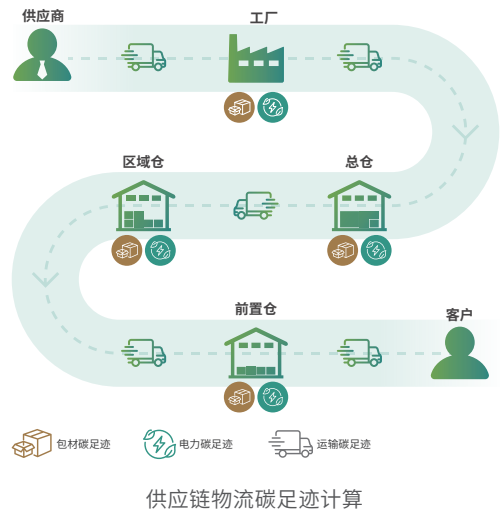 供应商
工厂
区域仓
总仓
前置仓
客户
包材碳足迹
电力碳足迹
运输碳足迹
供应链物流碳足迹计算